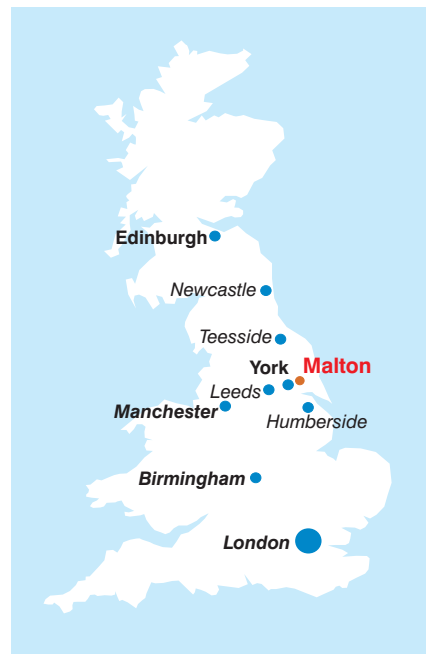 Edinburgh
Newcastle
Teesside
York
Malton
Leeds
Manchester
Humberside
Birmingham
London